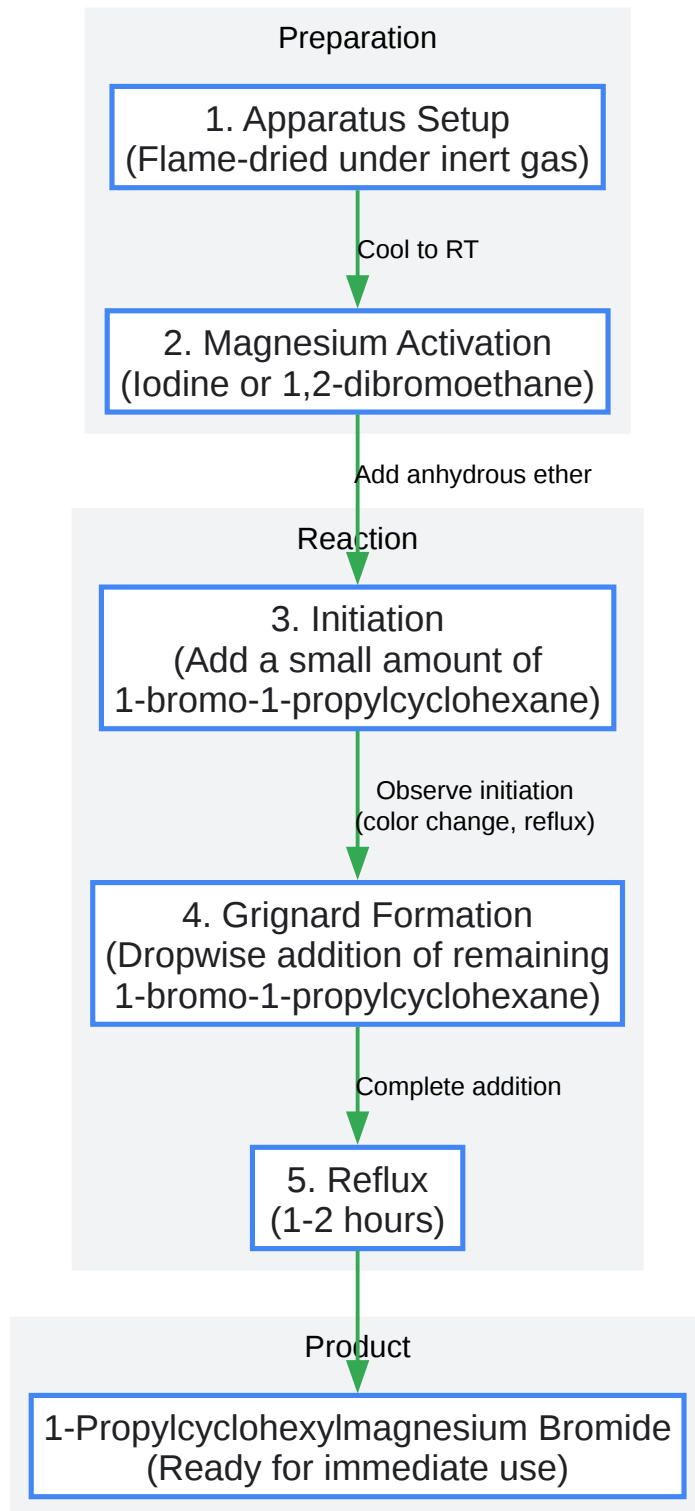 Preparation
1. Apparatus Setup
(Flame-dried under inert gas)
Cool to RT
2. Magnesium Activation
(Iodine or 1,2-dibromoethane)
Add anhydrous ether
Reaction
3. Initiation
(Add a small amount of
1-bromo-1-propylcyclohexane)
Observe initiation
(color change, reflux)
4. Grignard Formation
(Dropwise addition of remaining
1-bromo-1-propylcyclohexane)
Complete addition
5. Reflux
(1-2 hours)
Product
1-Propylcyclohexylmagnesium Bromide
(Ready for immediate use)